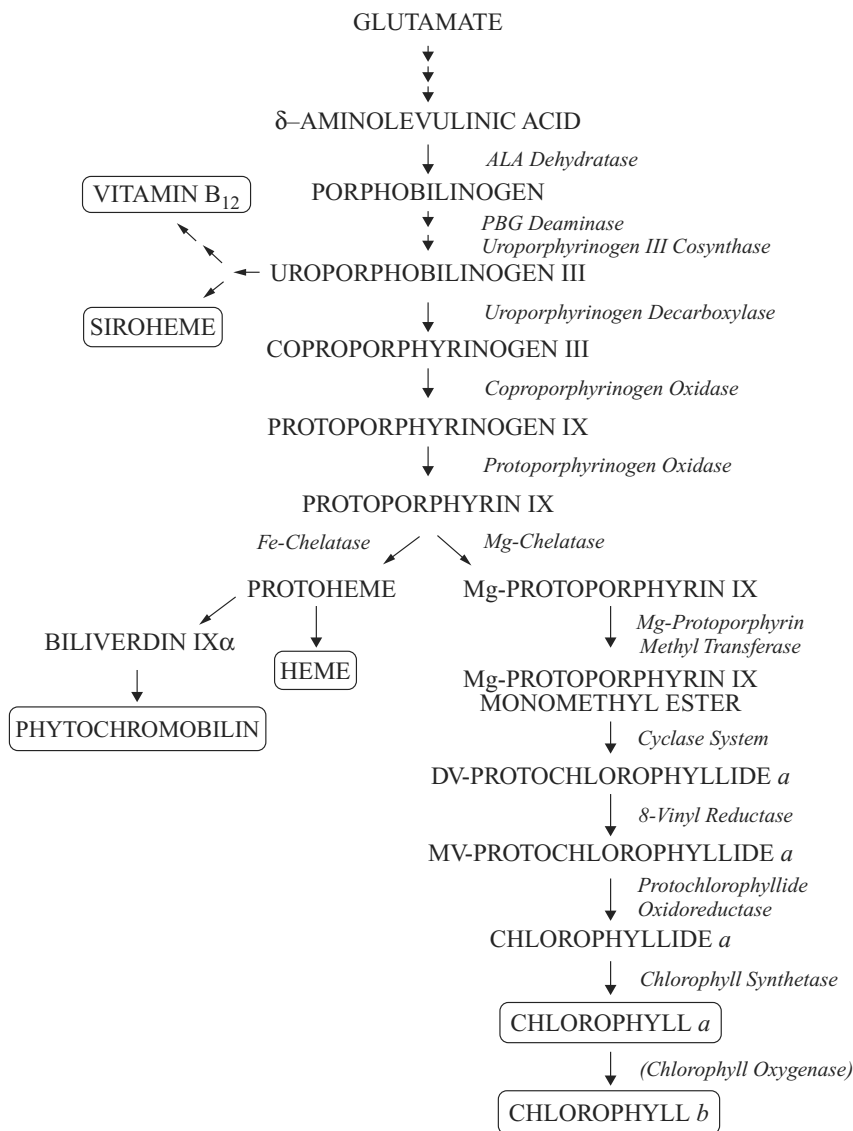 GLUTAMATE
δ–AMINOLEVULINIC ACID
ALA Dehydratase
PORPHOBILINOGEN
VITAMIN B12
PBG Deaminase
Uroporphyrinogen III Cosynthase
UROPORPHOBILINOGEN III
SIROHEME
Uroporphyrinogen Decarboxylase
COPROPORPHYRINOGEN III
Coproporphyrinogen Oxidase
PROTOPORPHYRINOGEN IX
Protoporphyrinogen Oxidase
PROTOPORPHYRIN IX
Fe-Chelatase
Mg-Chelatase
PROTOHEME
Mg-PROTOPORPHYRIN IX
BILIVERDIN IXα
HEME
Mg-Protoporphyrin
Methyl Transferase
PHYTOCHROMOBILIN
Mg-PROTOPORPHYRIN IX
MONOMETHYL ESTER
Cyclase System
DV-PROTOCHLOROPHYLLIDE a
8-Vinyl Reductase
MV-PROTOCHLOROPHYLLIDE a
Protochlorophyllide
Oxidoreductase
CHLOROPHYLLIDE a
Chlorophyll Synthetase
CHLOROPHYLL a
(Chlorophyll Oxygenase)
CHLOROPHYLL b